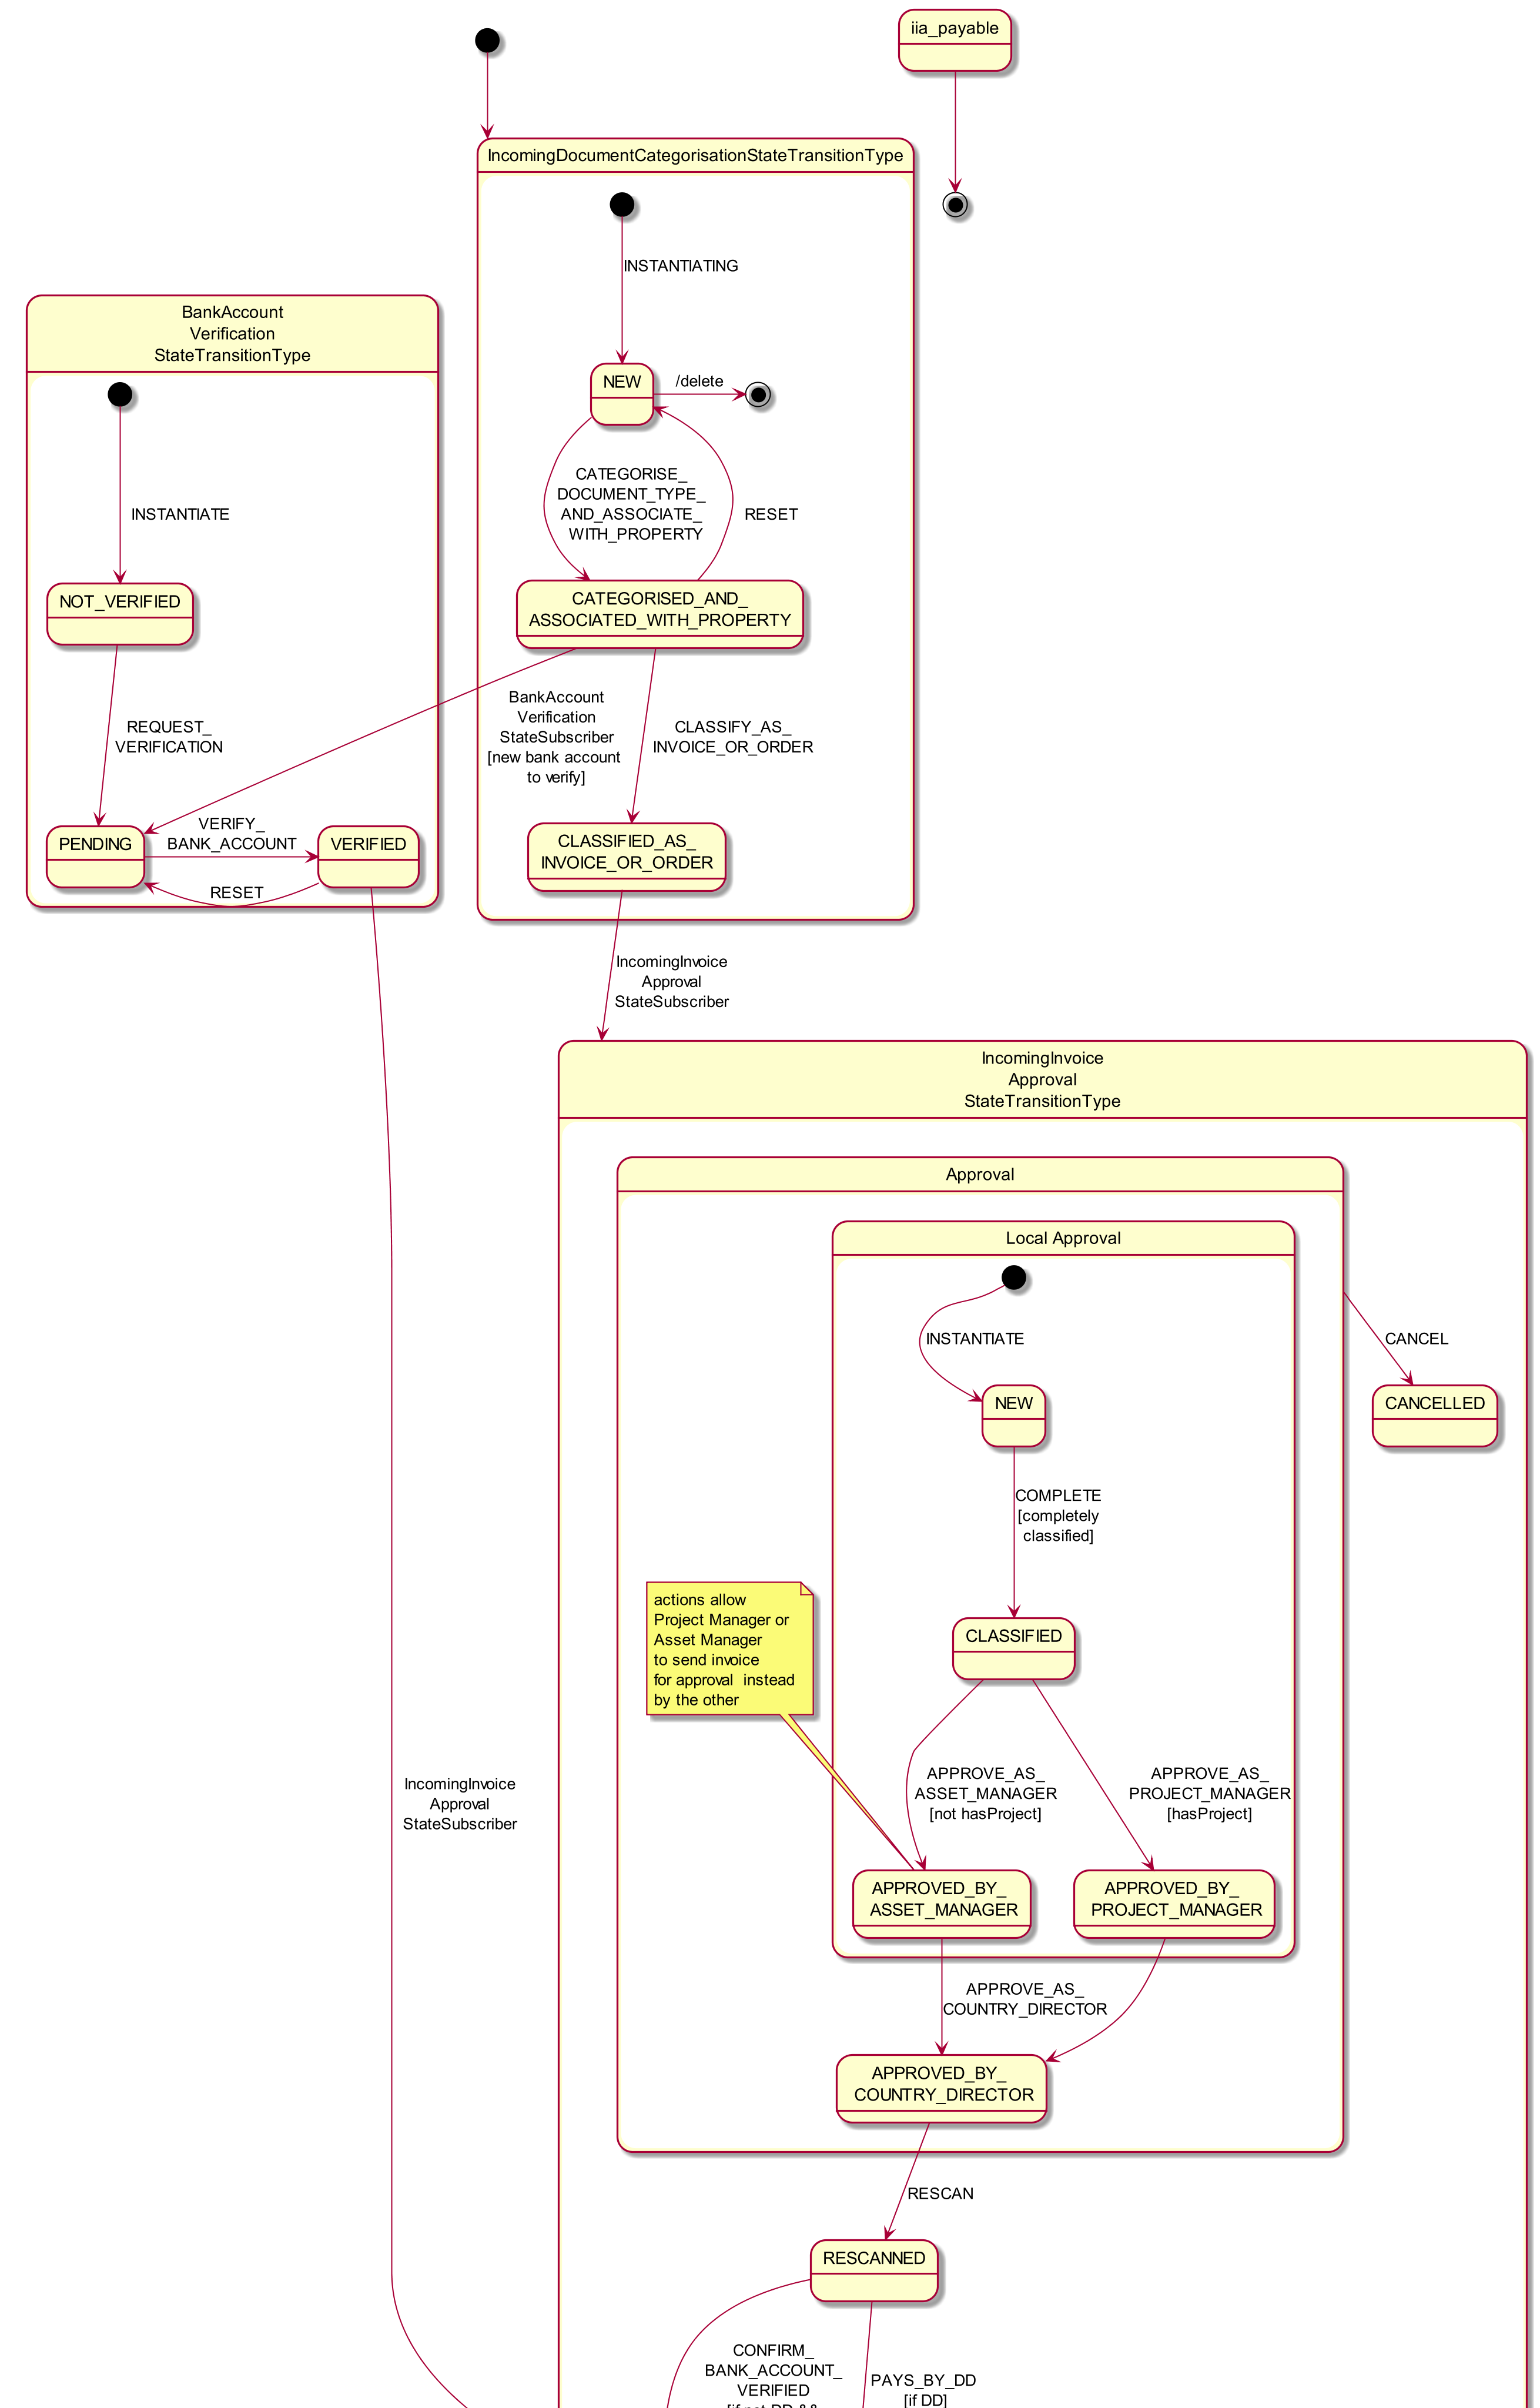 iia_payable
IncomingDocumentCategorisationStateTransitionType
INSTANTIATING
BankAccount
Verification
StateTransitionType
NEW
/delete
CATEGORISE_
DOCUMENT_TYPE_
AND_ASSOCIATE_
WITH_PROPERTY
RESET
INSTANTIATE
NOT_VERIFIED
CATEGORISED_AND_
ASSOCIATED_WITH_PROPERTY
REQUEST_
VERIFICATION
BankAccount
Verification
StateSubscriber
[new bank account
to verify]
CLASSIFY_AS_
INVOICE_OR_ORDER
PENDING
VERIFY_
BANK_ACCOUNT
VERIFIED
RESET
CLASSIFIED_AS_
INVOICE_OR_ORDER
IncomingInvoice
Approval
StateSubscriber
IncomingInvoice
Approval
StateTransitionType
Approval
Local Approval
INSTANTIATE
CANCEL
NEW
CANCELLED
COMPLETE
[completely
classified]
actions allow
Project Manager or
Asset Manager
to send invoice
for approval  instead
by the other
CLASSIFIED
IncomingInvoice
Approval
StateSubscriber
APPROVE_AS_
ASSET_MANAGER
[not hasProject]
APPROVE_AS_
PROJECT_MANAGER
[hasProject]
APPROVED_BY_
ASSET_MANAGER
APPROVED_BY_
PROJECT_MANAGER
APPROVE_AS_
COUNTRY_DIRECTOR
APPROVED_BY_
COUNTRY_DIRECTOR
RESCAN
RESCANNED
CONFIRM_
BANK_ACCOUNT_
VERIFIED
[if not DD &&
PAYS_BY_DD
[if DD]